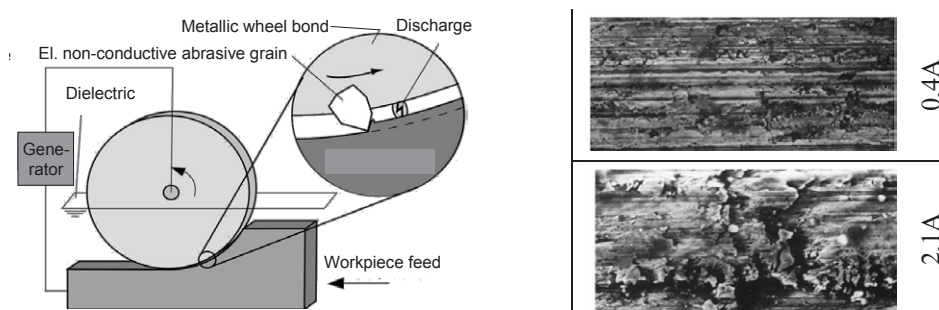 Metallic wheel bond
Discharge
El. non-conductive abrasive grain
Dielectric
Gene-
rator
Workpiece feed
0.4A
2.1A